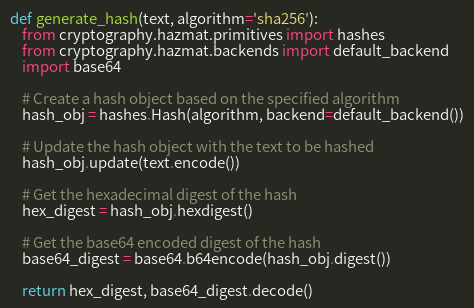 def generate_hash(text, algorithm='sha256'):
from cryptography.hazmat.primitives import hashes
from cryptography.hazmat.backends import default_backend
import base64
# Create a hash object based on the specified algorithm
hash_obj = hashes.Hash(algorithm, backend=default_backend())
# Update the hash object with the text to be hashed
hash_obj.update(text.encode())
# Get the hexadecimal digest of the hash
hex_digest = hash_obj.hexdigest()
# Get the base64 encoded digest of the hash
base64_digest = base64.b64encode(hash_obj.digest())
return hex_digest, base64_digest.decode()